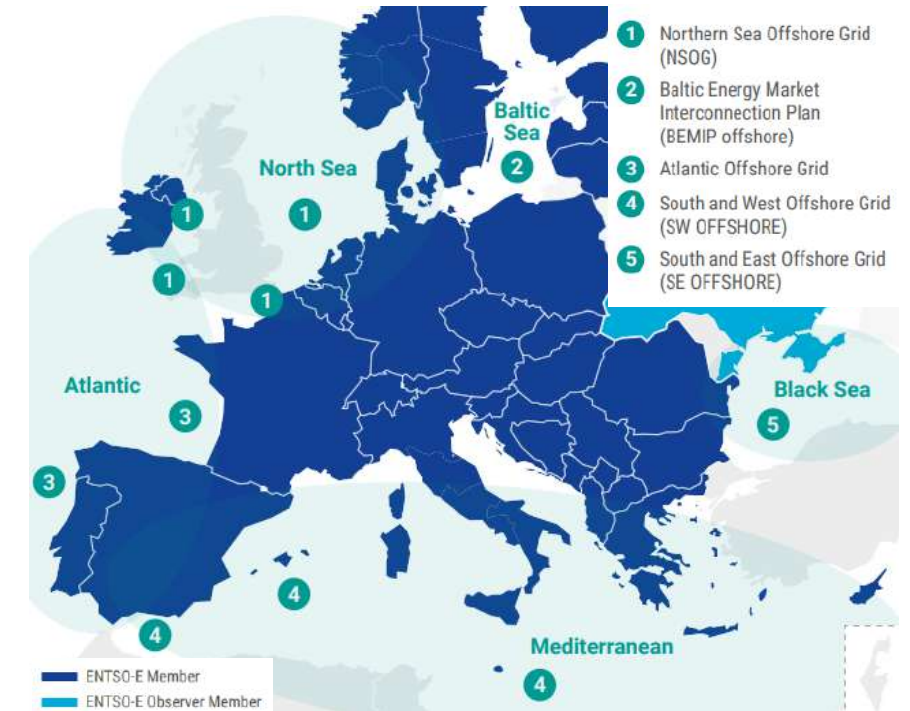 1 Northern Sea Offshore Grid
(NSOG)
2 Baltic Energy Market
Interconnection Plan
(BEMIP offshore)
3 Atlantic Offshore Grid
4 South and West Offshore Grid
(SW OFFSHORE)
5 South and East Offshore Grid
(SE OFFSHORE)
Baltic
Sea
2
North Sea
1
1
1
1
Atlantic
3
3
Black Sea
5
4
4
Mediterranean
4
ENTSO-E Member
ENTSO-E Observer Member